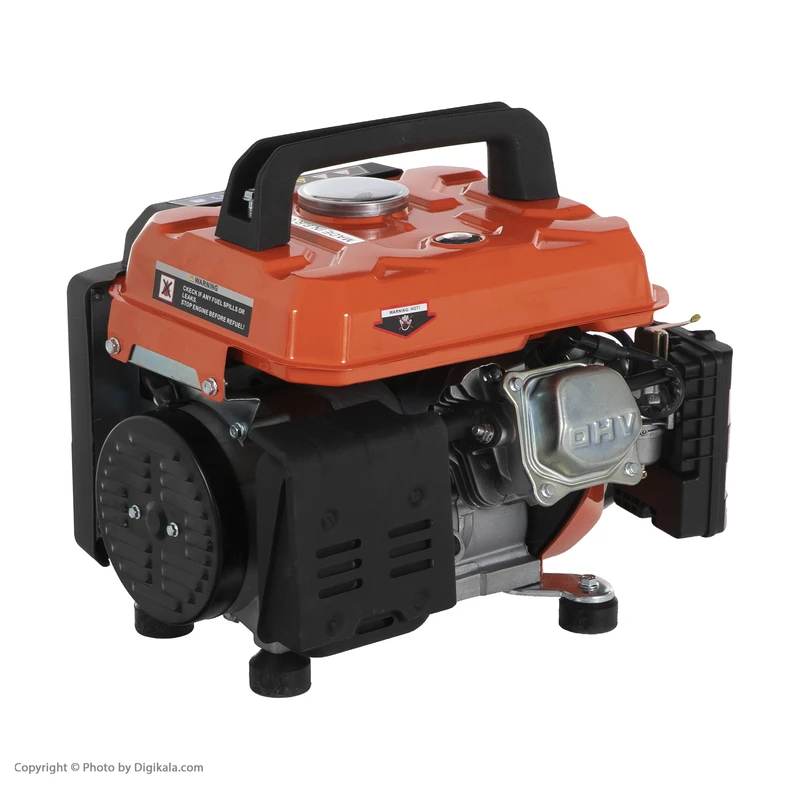 WARNING
CHECK IF ANY FUEL SPILLS OR
LEAKS.
STOP ENGINE BEFORE REFUEL!
WARNING: HOT!
OHV
Copyright © Photo by Digikala.com